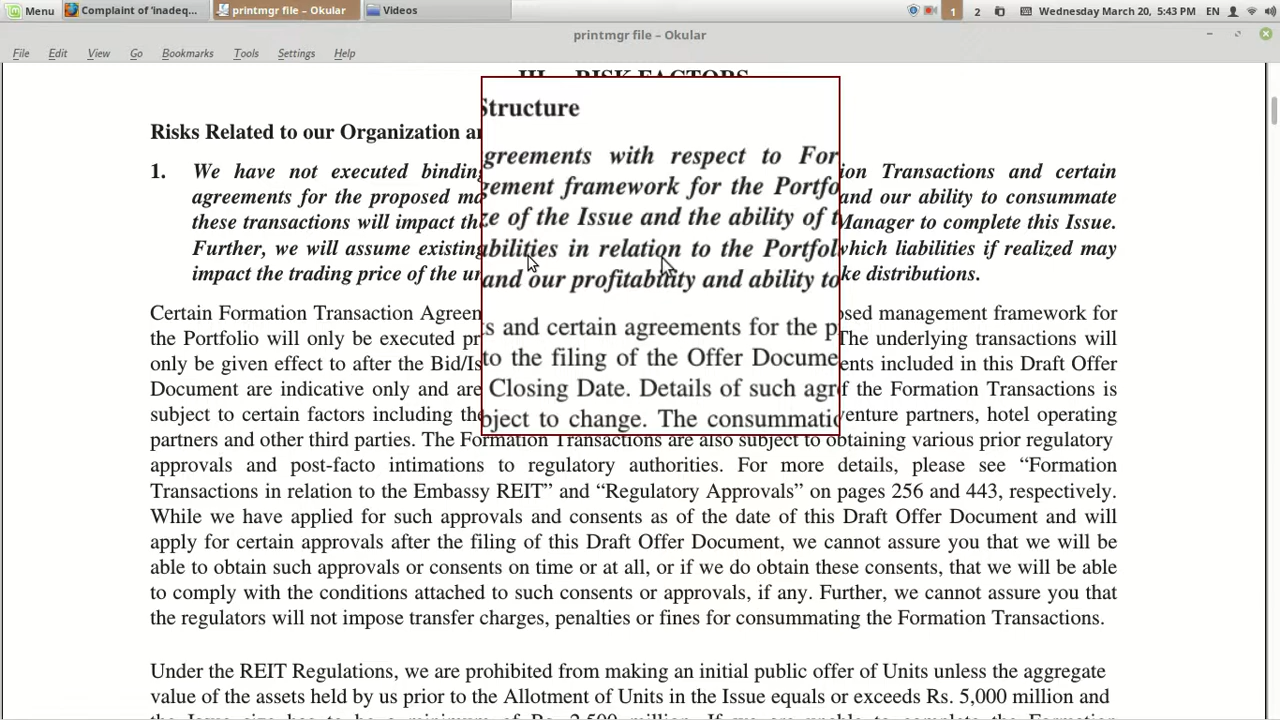 Menu Complaint of 'inadeq... printmgr file – Okular Videos 1 2 Wednesday March 20, 5:43 PM EN
printmgr file – Okular
File Edit View Go Bookmarks Tools Settings Help
RISK FACTORS
Risks Related to our Organization
Structure
1. We have not executed binding
agreements for the proposed
these transactions will impact
Further, we will assume existing
impact the trading price of the
greements with respect to For
gement framework for the Portfo
ze of the Issue and the ability of t
abilities in relation to the Portfol
and our profitability and ability to
ion Transactions and certain
and our ability to consummate
Manager to complete this Issue.
which liabilities if realized may
ke distributions.
Certain Formation Transaction Agreen
the Portfolio will only be executed pr
only be given effect to after the Bid/Is
Document are indicative only and are
subject to certain factors including the
ts and certain agreements for the p
to the filing of the Offer Docume
Closing Date. Details of such agr
bject to change. The consummatio
osed management framework for
The underlying transactions will
ents included in this Draft Offer
f the Formation Transactions is
venture partners, hotel operating
partners and other third parties. The Formation Transactions are also subject to obtaining various prior regulatory
approvals and post-facto intimations to regulatory authorities. For more details, please see “Formation
Transactions in relation to the Embassy REIT” and “Regulatory Approvals” on pages 256 and 443, respectively.
While we have applied for such approvals and consents as of the date of this Draft Offer Document and will
apply for certain approvals after the filing of this Draft Offer Document, we cannot assure you that we will be
able to obtain such approvals or consents on time or at all, or if we do obtain these consents, that we will be able
to comply with the conditions attached to such consents or approvals, if any. Further, we cannot assure you that
the regulators will not impose transfer charges, penalties or fines for consummating the Formation Transactions.
Under the REIT Regulations, we are prohibited from making an initial public offer of Units unless the aggregate
value of the assets held by us prior to the Allotment of Units in the Issue equals or exceeds Rs. 5,000 million and